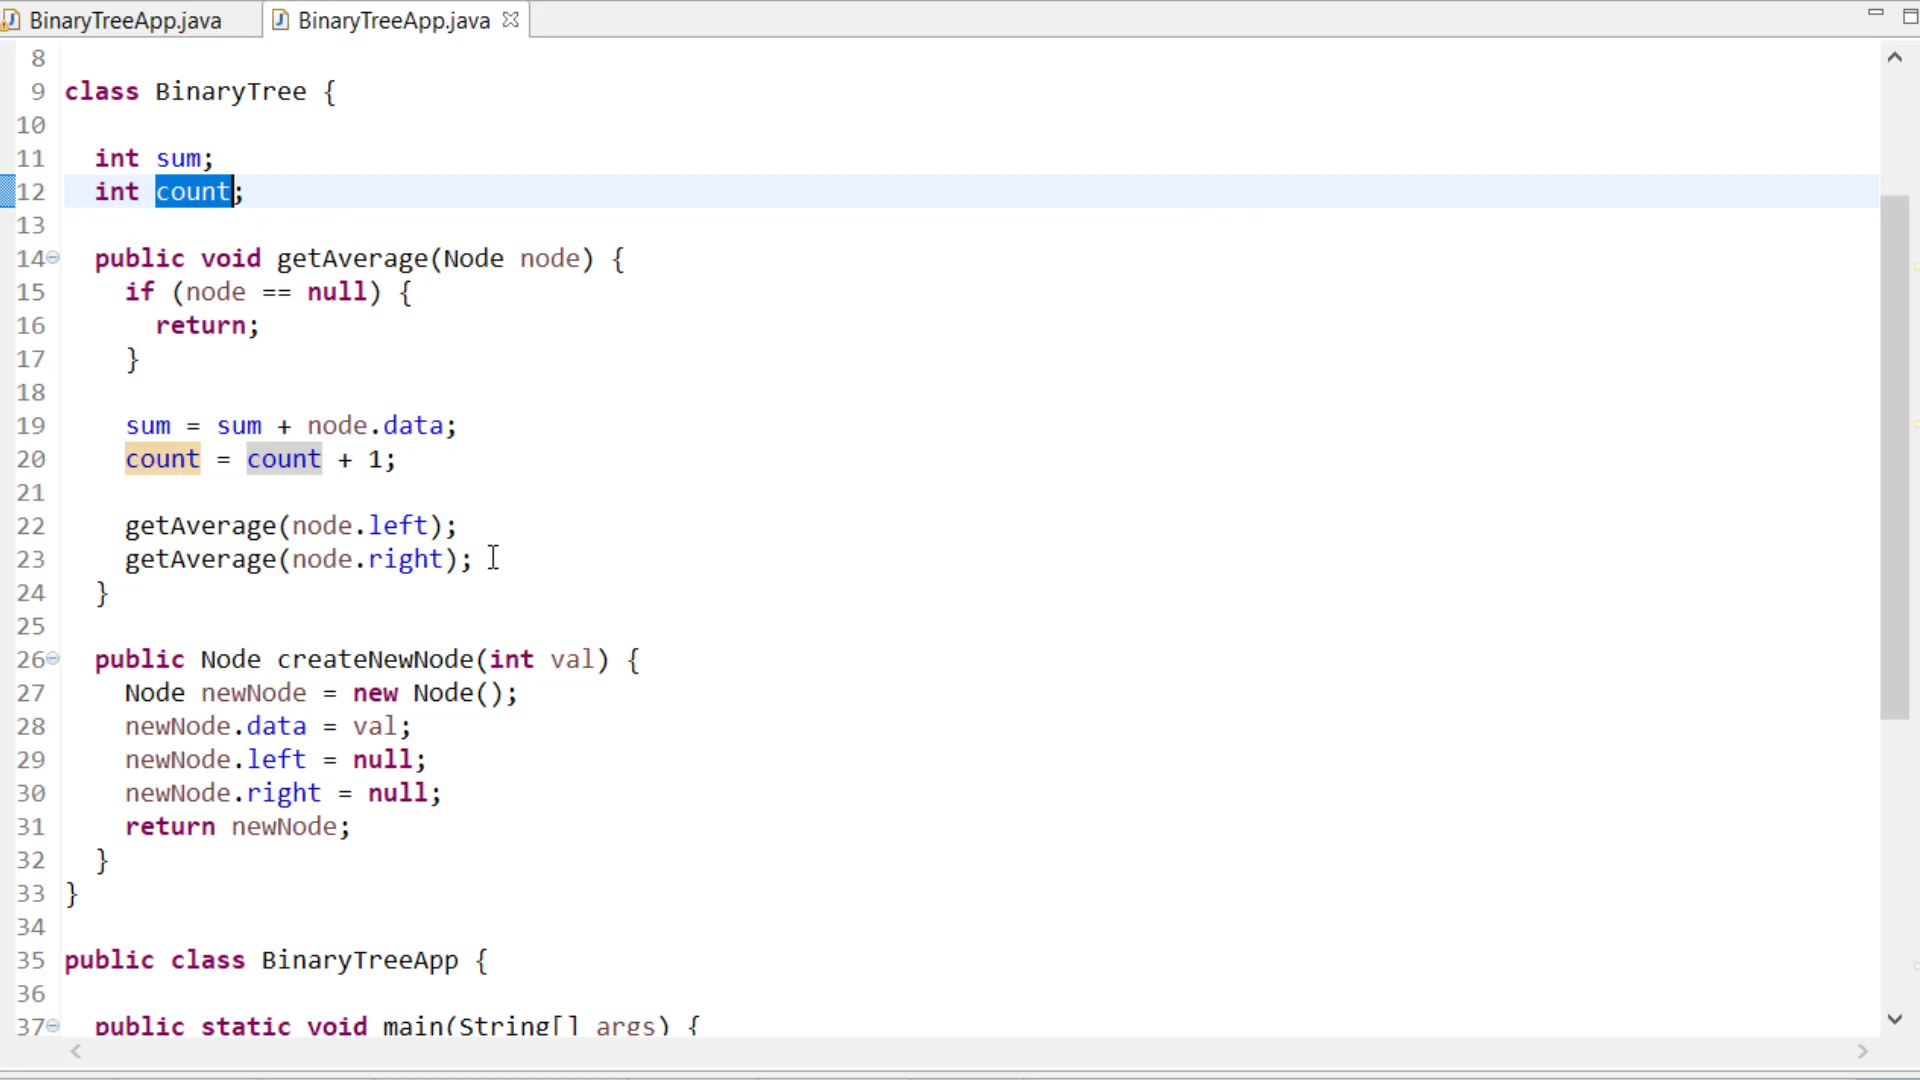 BinaryTreeApp.java BinaryTreeApp.java
8
9 class BinaryTree {
10
11   int sum;
12   int count;
13
14   public void getAverage(Node node) {
15     if (node == null) {
16       return;
17     }
18
19     sum = sum + node.data;
20     count = count + 1;
21
22     getAverage(node.left);
23     getAverage(node.right);
24   }
25
26   public Node createNewNode(int val) {
27     Node newNode = new Node();
28     newNode.data = val;
29     newNode.left = null;
30     newNode.right = null;
31     return newNode;
32   }
33 }
34
35 public class BinaryTreeApp {
36
37   public static void main(String[] args) {